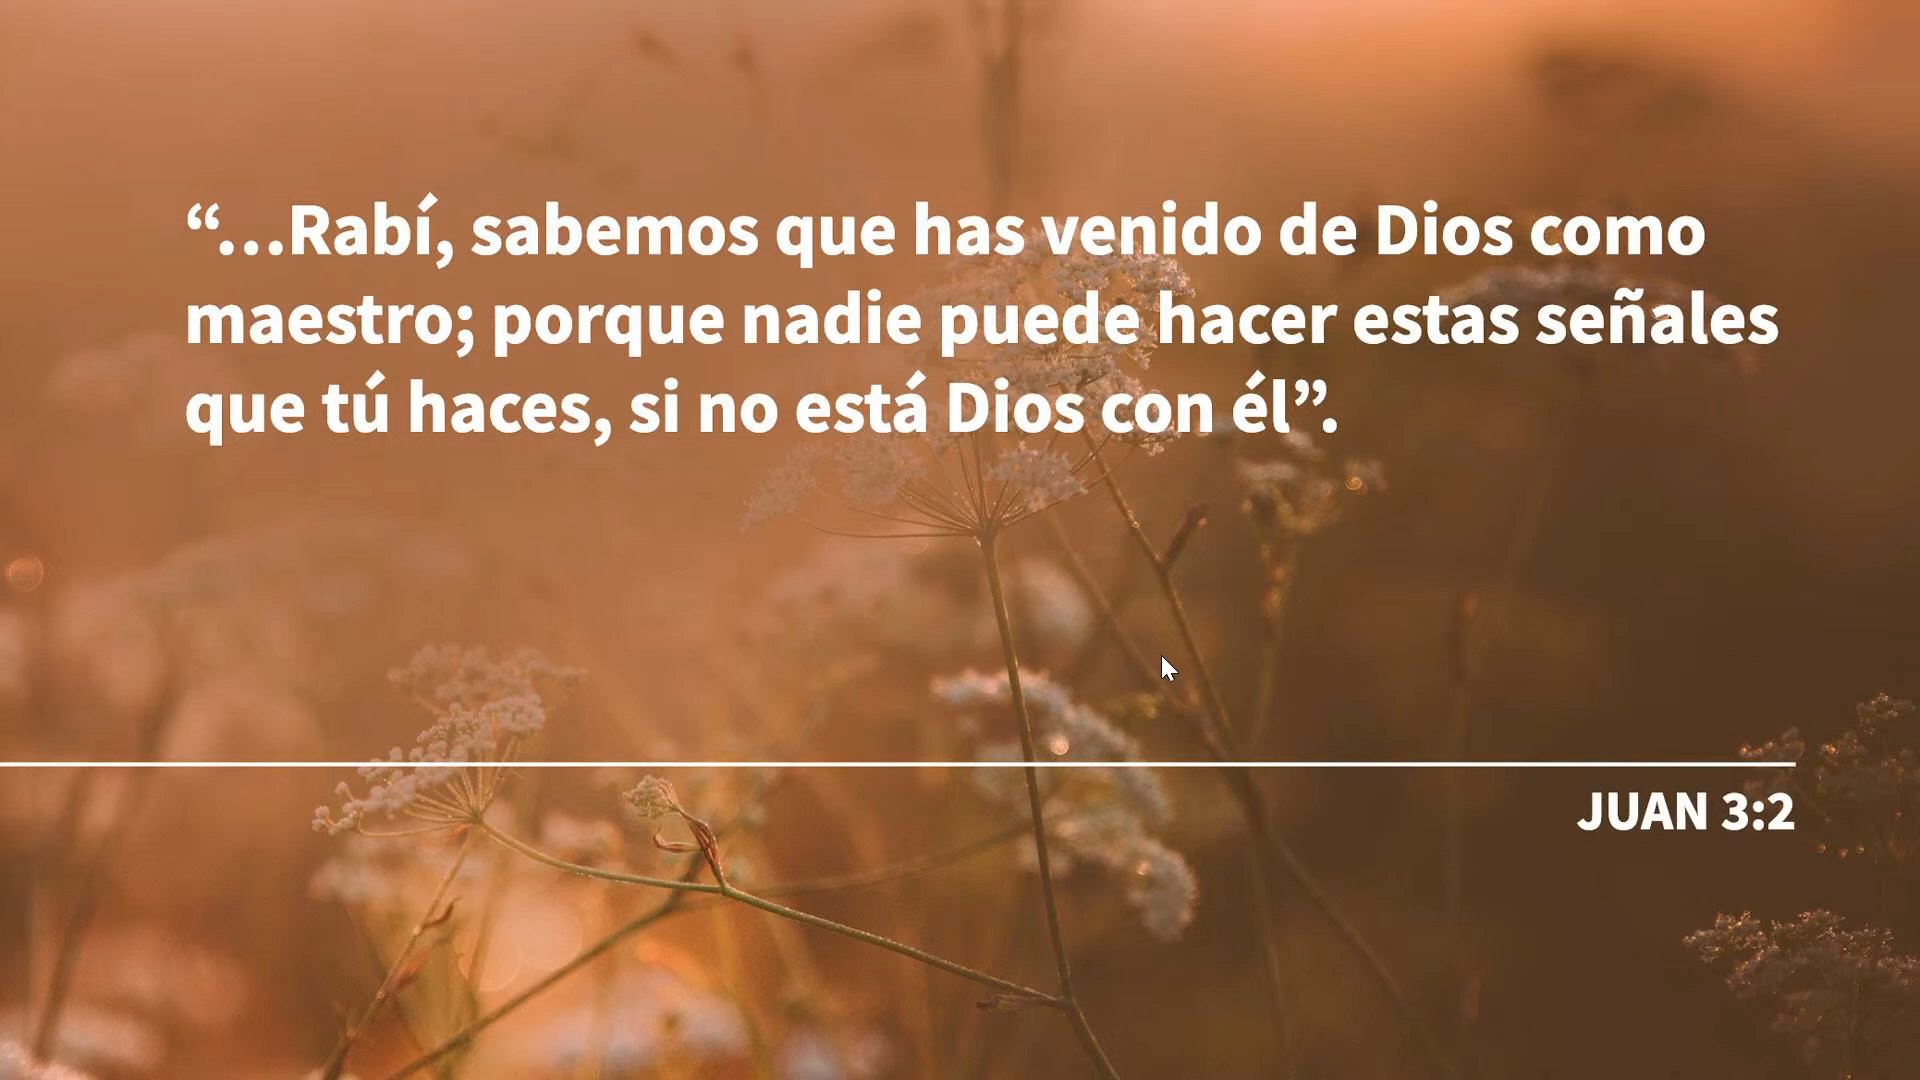 “…Rabí, sabemos que has venido de Dios como
maestro; porque nadie puede hacer estas señales
que tú haces, si no está Dios con él”.
JUAN 3:2